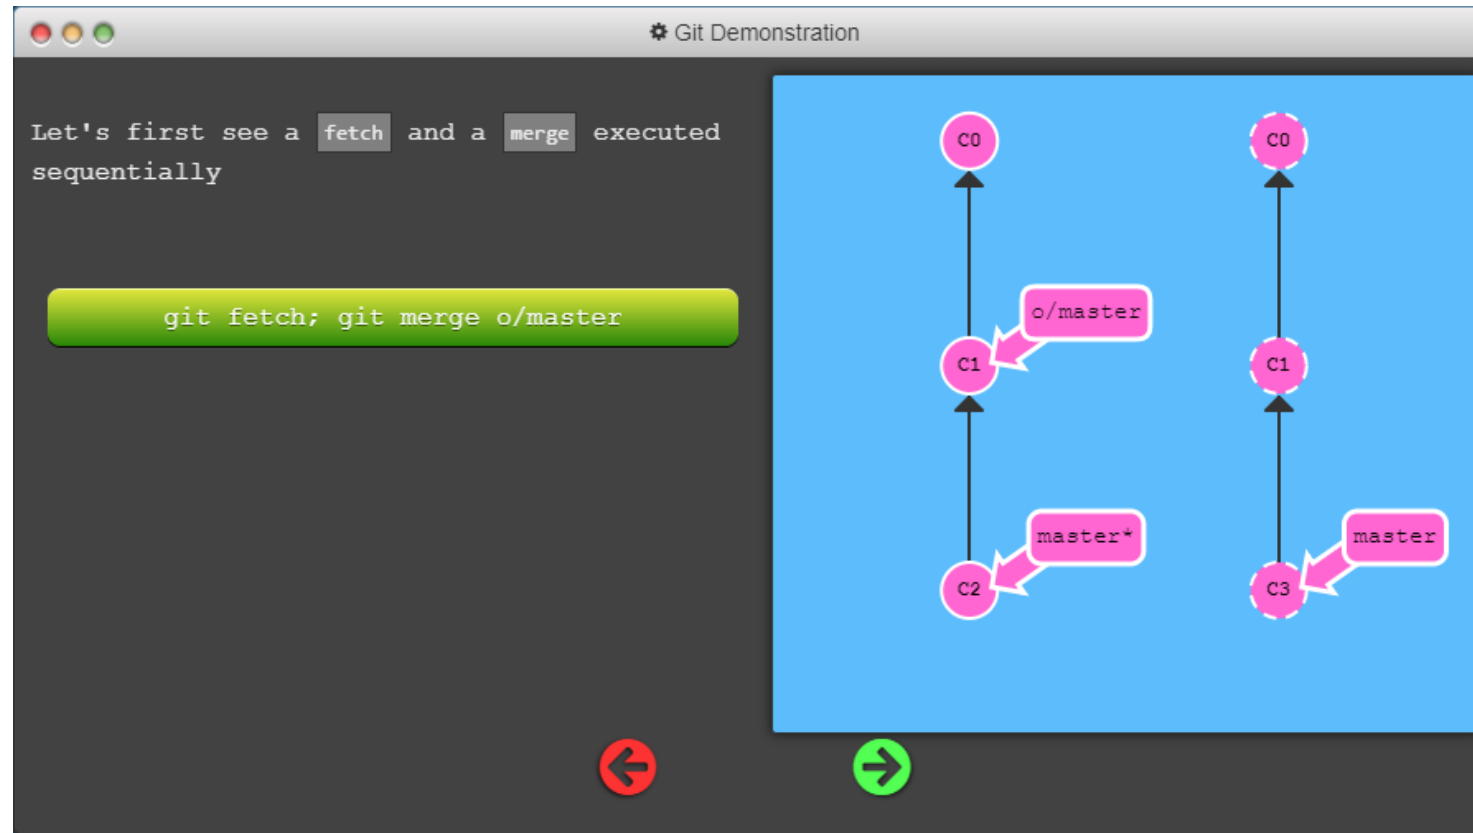 Git Demonstration
Let's first see a fetch and a merge executed
sequentially
git fetch; git merge o/master
C0
C0
o/master
C1
C1
master*
master
C2
C3